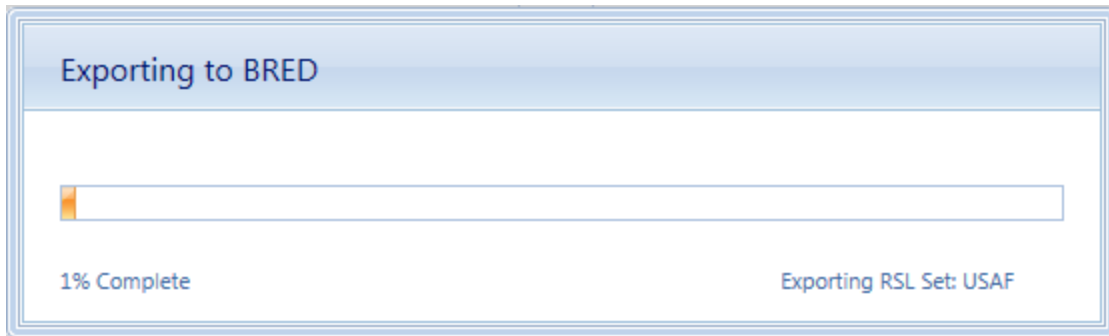 Exporting to BRED
1% Complete
Exporting RSL Set: USAF